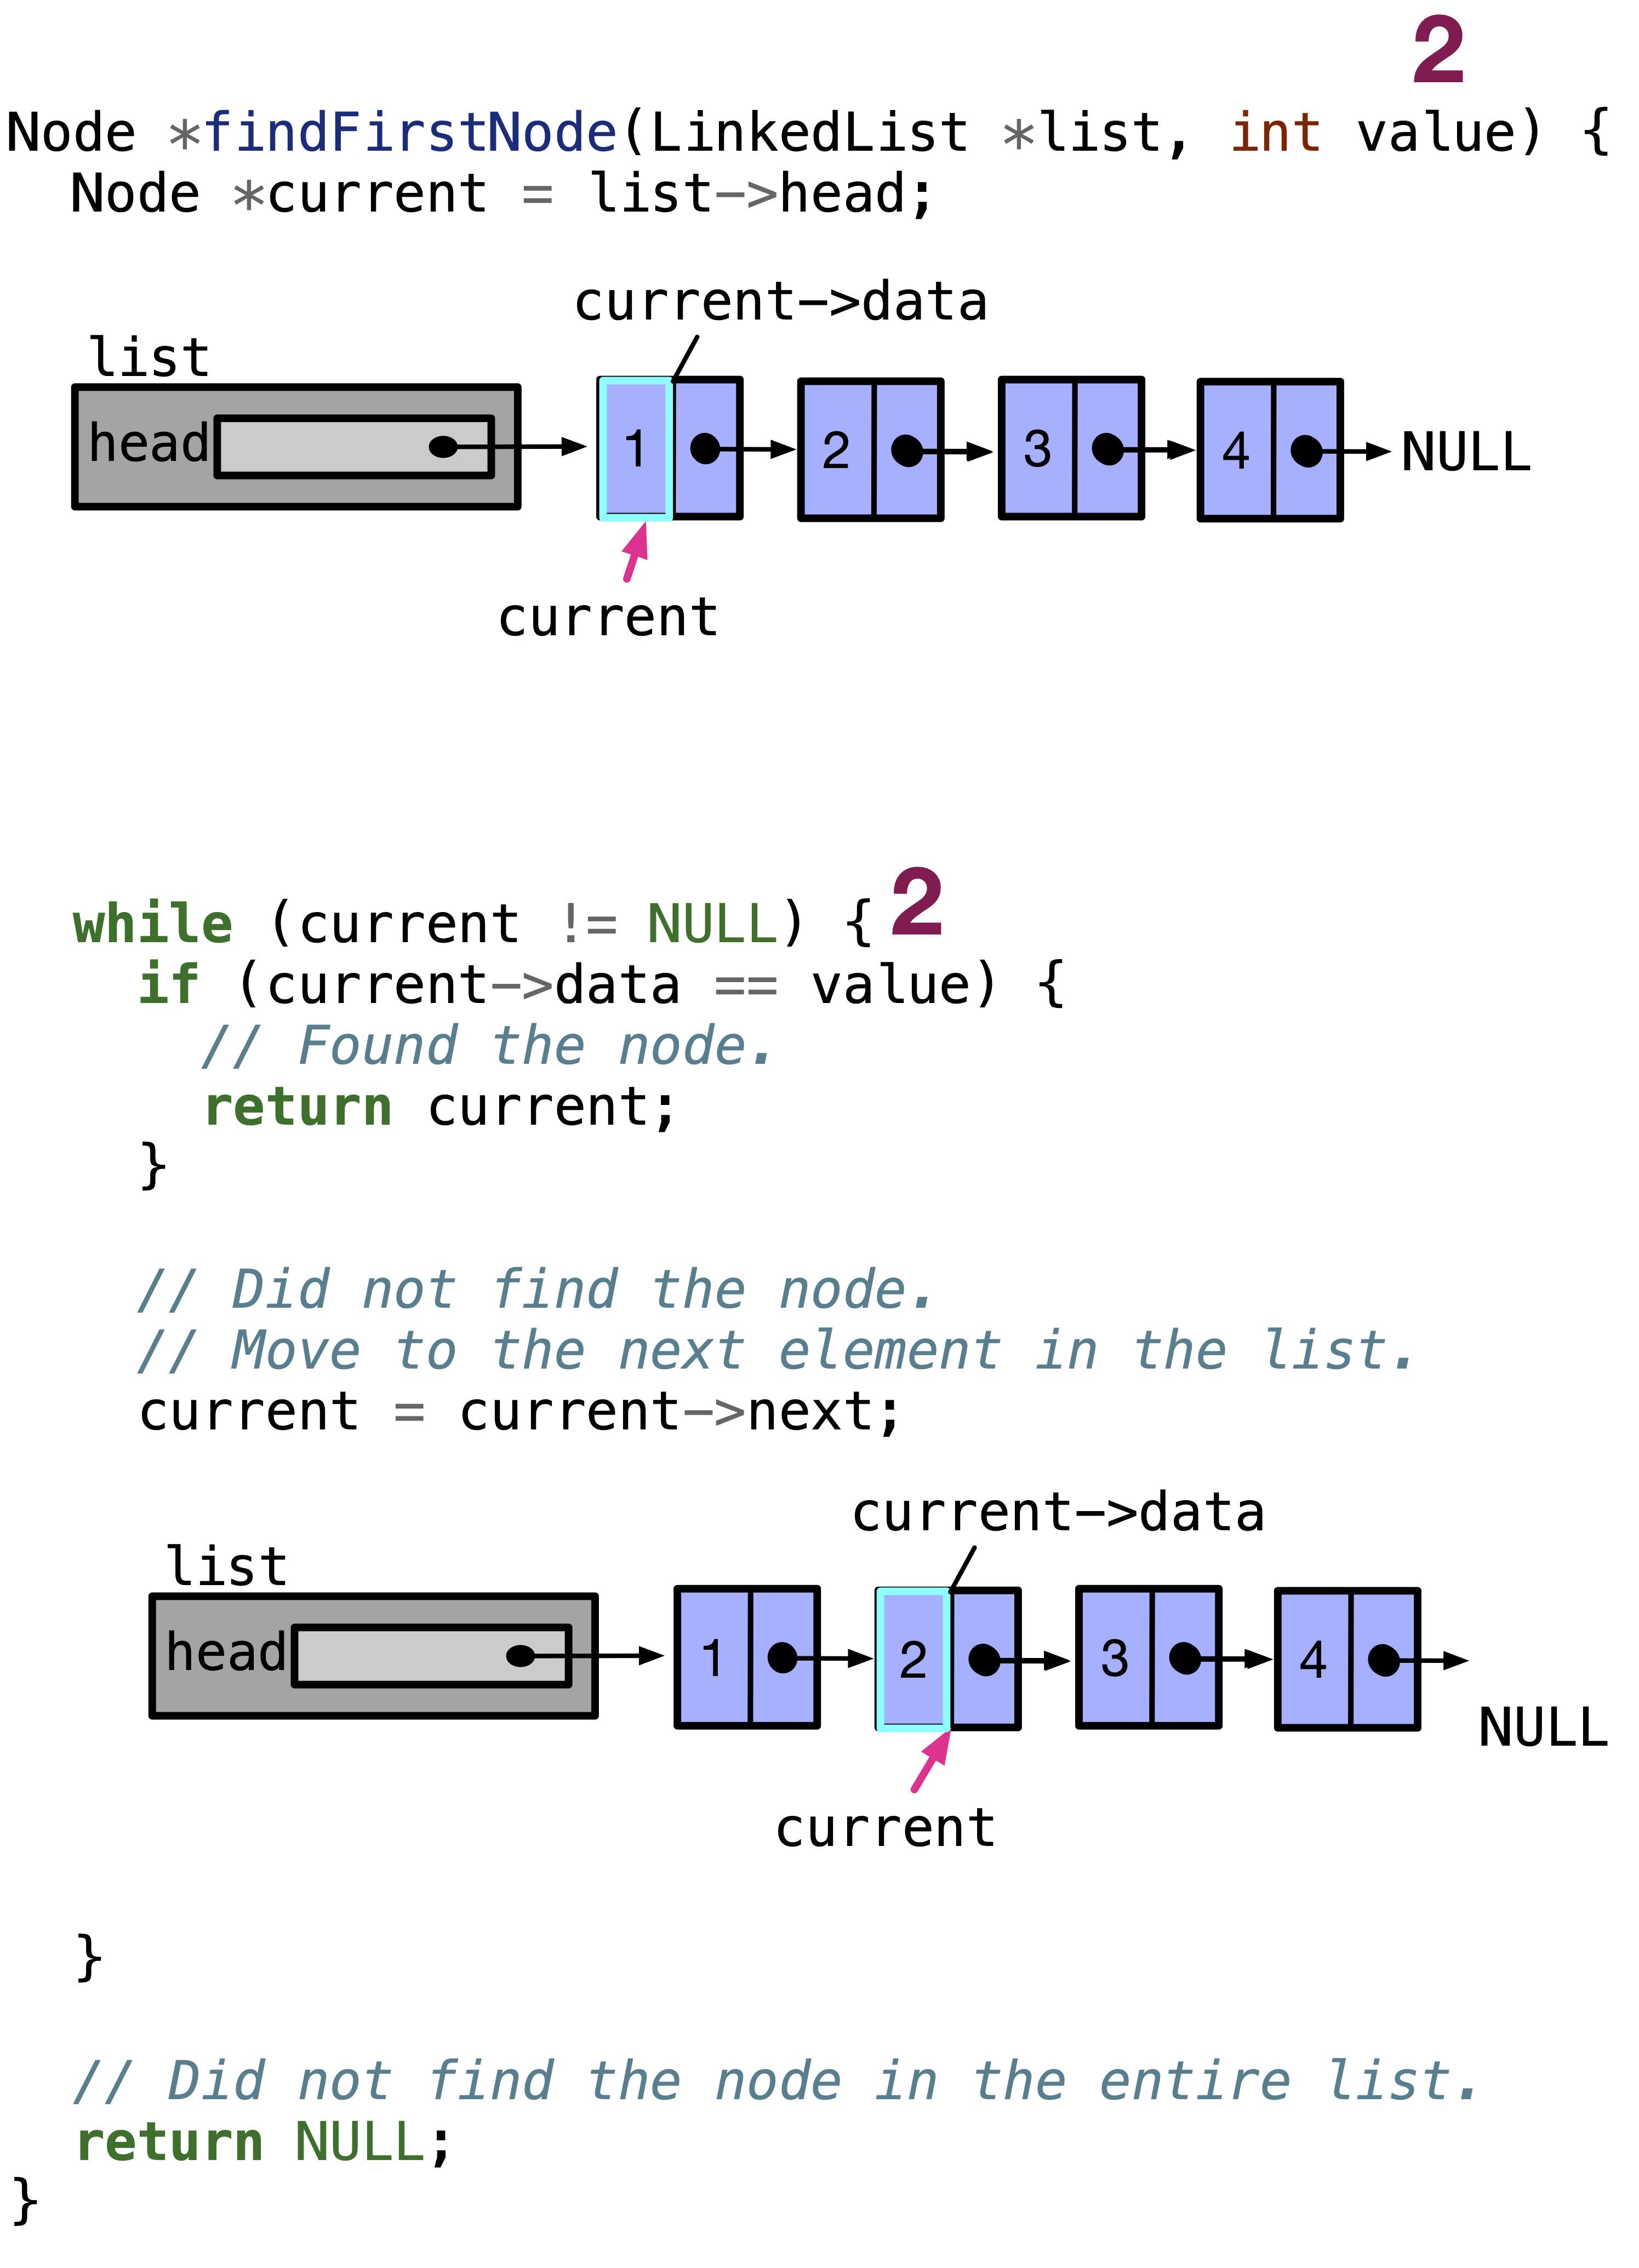 2
Node *findFirstNode(LinkedList *list, int value) {
Node *current = list->head;
current->data
list
head
1
2
3
4
NULL
current
2
while (current != NULL) {
if (current->data == value) {
// Found the node.
return current;
}
// Did not find the node.
// Move to the next element in the list.
current = current->next;
current->data
list
head
1
2
3
4
NULL
current
}
// Did not find the node in the entire list.
return NULL;
}